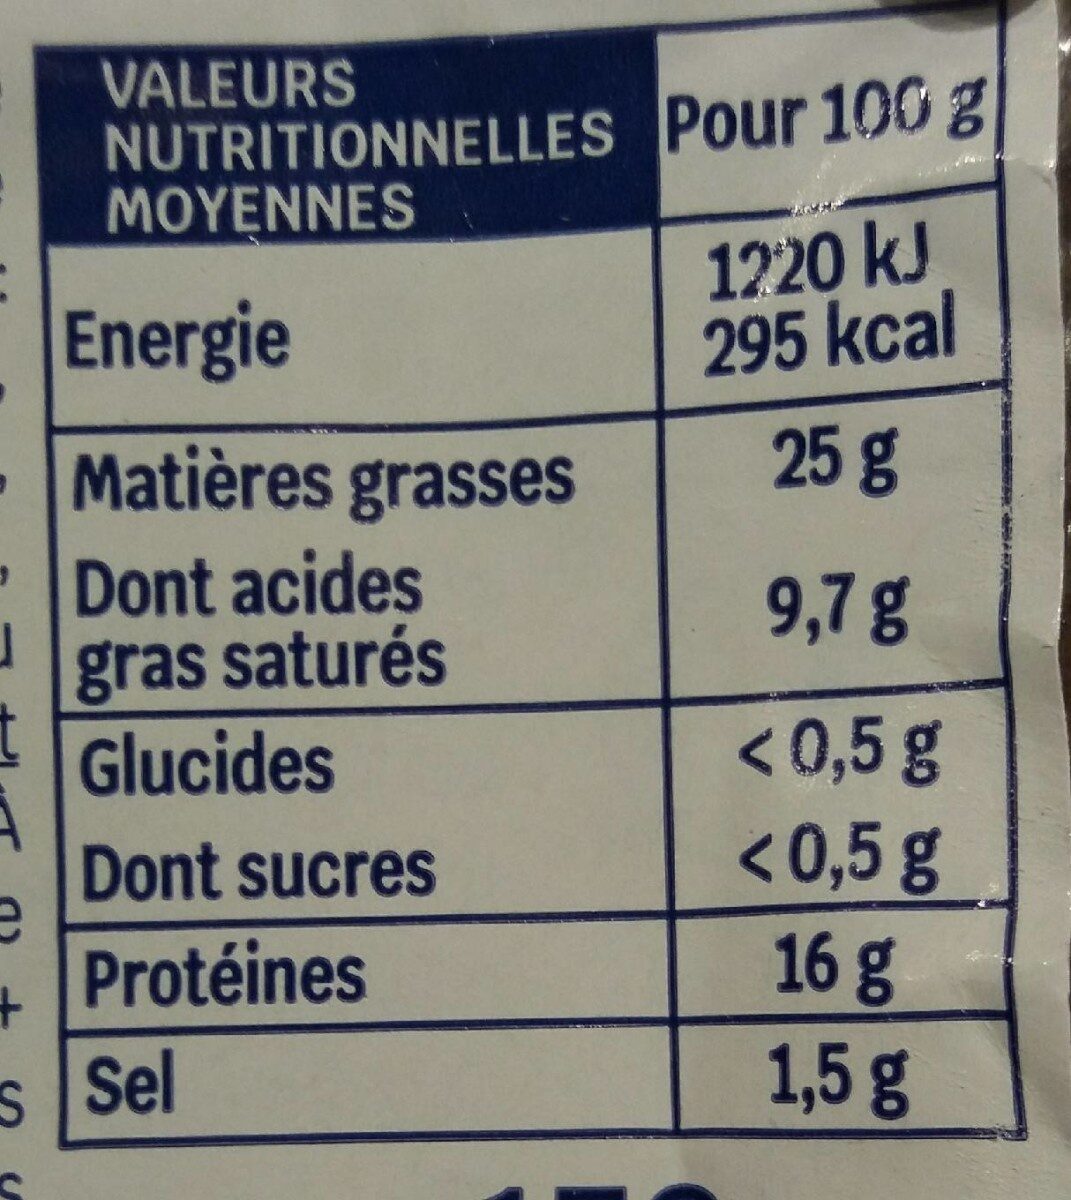 VALEURS
NUTRITIONNELLES
MOYENNES
Pour 100 g
Energie
1220 kJ
295 kcal
Matières grasses 25 g
Dont acides
gras saturés
9,7 g
Glucides < 0,5 g
Dont sucres < 0,5 g
Protéines 16 g
Sel 1,5 g